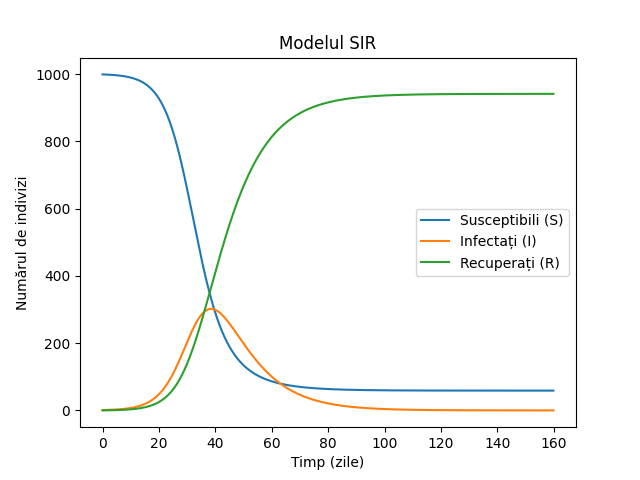 Modelul SIR
Numărul de indivizi
1000
800
600
400
200
0
Susceptibili (S)
Infectați (I)
Recuperați (R)
0 20 40 60 80 100 120 140 160
Timp (zile)